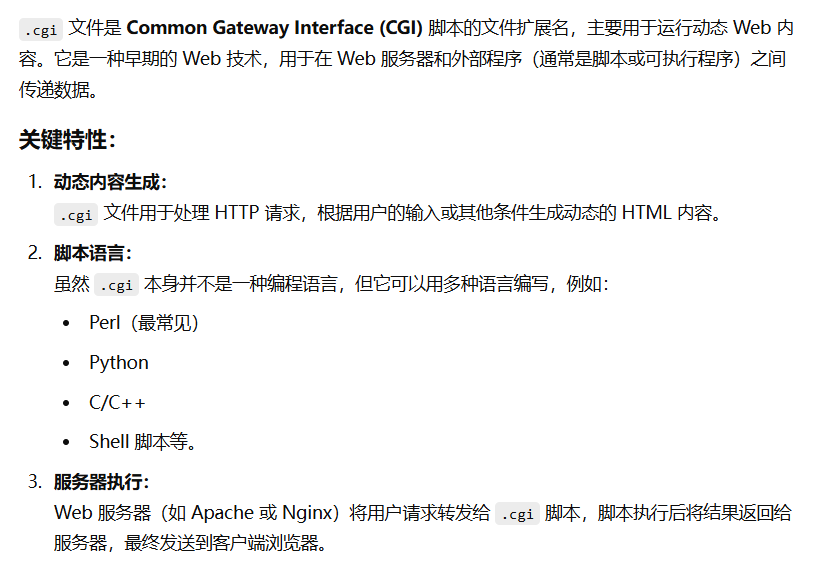 .cgi 文件是 Common Gateway Interface (CGI) 脚本的文件扩展名，主要用于运行动态 Web 内
容。它是一种早期的 Web 技术，用于在 Web 服务器和外部程序（通常是脚本或可执行程序）之间
传递数据。
关键特性：
1. 动态内容生成：
.cgi 文件用于处理 HTTP 请求，根据用户的输入或其他条件生成动态的 HTML 内容。
2. 脚本语言：
虽然 .cgi 本身并不是一种编程语言，但它可以用多种语言编写，例如：
• Perl（最常见）
• Python
• C/C++
• Shell 脚本等。
3. 服务器执行：
Web 服务器（如 Apache 或 Nginx）将用户请求转发给 .cgi 脚本，脚本执行后将结果返回给
服务器，最终发送到客户端浏览器。